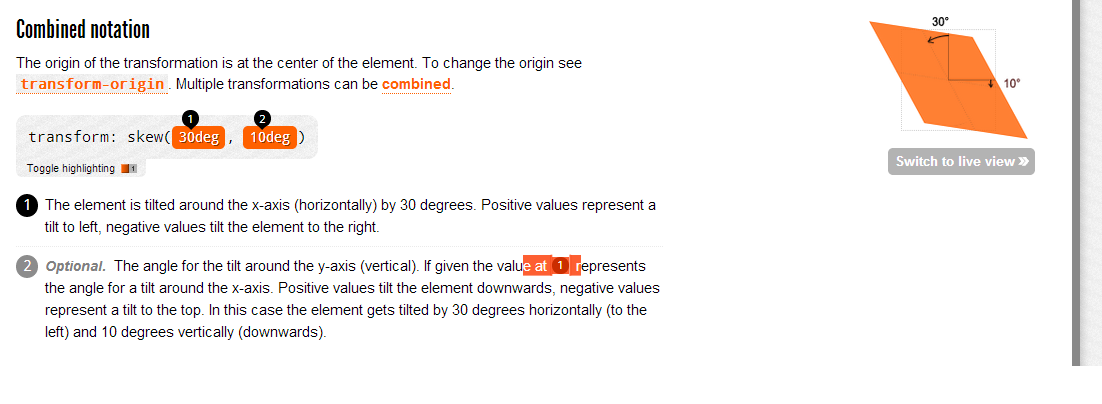 Combined notation
The origin of the transformation is at the center of the element. To change the origin see
transform-origin. Multiple transformations can be combined.
1 2
transform: skew(30deg, 10deg)
Toggle highlighting 1
1 The element is tilted around the x-axis (horizontally) by 30 degrees. Positive values represent a
tilt to left, negative values tilt the element to the right.
2 Optional. The angle for the tilt around the y-axis (vertical). If given the value at 1 represents
the angle for a tilt around the x-axis. Positive values tilt the element downwards, negative values
represent a tilt to the top. In this case the element gets tilted by 30 degrees horizontally (to the
left) and 10 degrees vertically (downwards).
30°
10°
Switch to live view »